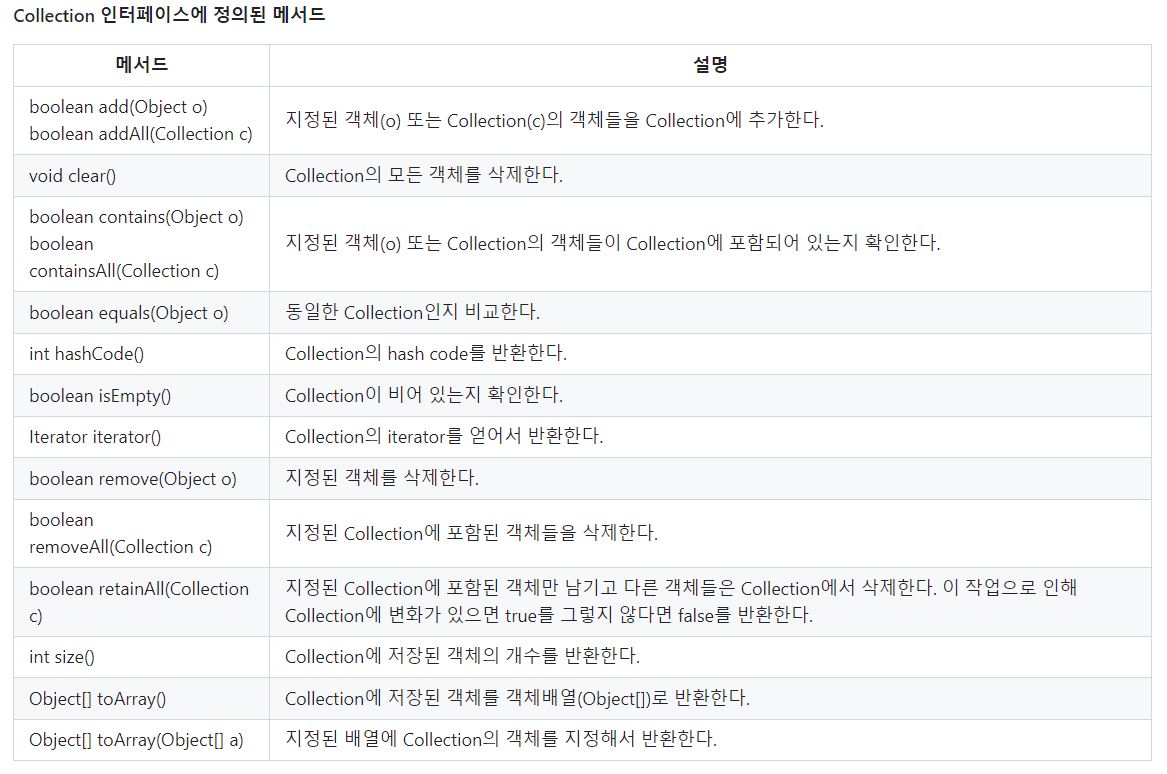 Collection 인터페이스에 정의된 메서드
메서드
설명
boolean add(Object o)
boolean addAll(Collection c)
지정된 객체(o) 또는 Collection(c)의 객체들을 Collection에 추가한다.
void clear()
Collection의 모든 객체를 삭제한다.
boolean contains(Object o)
boolean
containsAll(Collection c)
지정된 객체(o) 또는 Collection의 객체들이 Collection에 포함되어 있는지 확인한다.
boolean equals(Object o)
동일한 Collection인지 비교한다.
int hashCode()
Collection의 hash code를 반환한다.
boolean isEmpty()
Collection이 비어 있는지 확인한다.
Iterator iterator()
Collection의 iterator를 얻어서 반환한다.
boolean remove(Object o)
지정된 객체를 삭제한다.
boolean
removeAll(Collection c)
지정된 Collection에 포함된 객체들을 삭제한다.
boolean retainAll(Collection
c)
지정된 Collection에 포함된 객체만 남기고 다른 객체들은 Collection에서 삭제한다. 이 작업으로 인해
Collection에 변화가 있으면 true를 그렇지 않다면 false를 반환한다.
int size()
Collection에 저장된 객체의 개수를 반환한다.
Object[] toArray()
Collection에 저장된 객체를 객체배열(Object[])로 반환한다.
Object[] toArray(Object[] a)
지정된 배열에 Collection의 객체를 지정해서 반환한다.